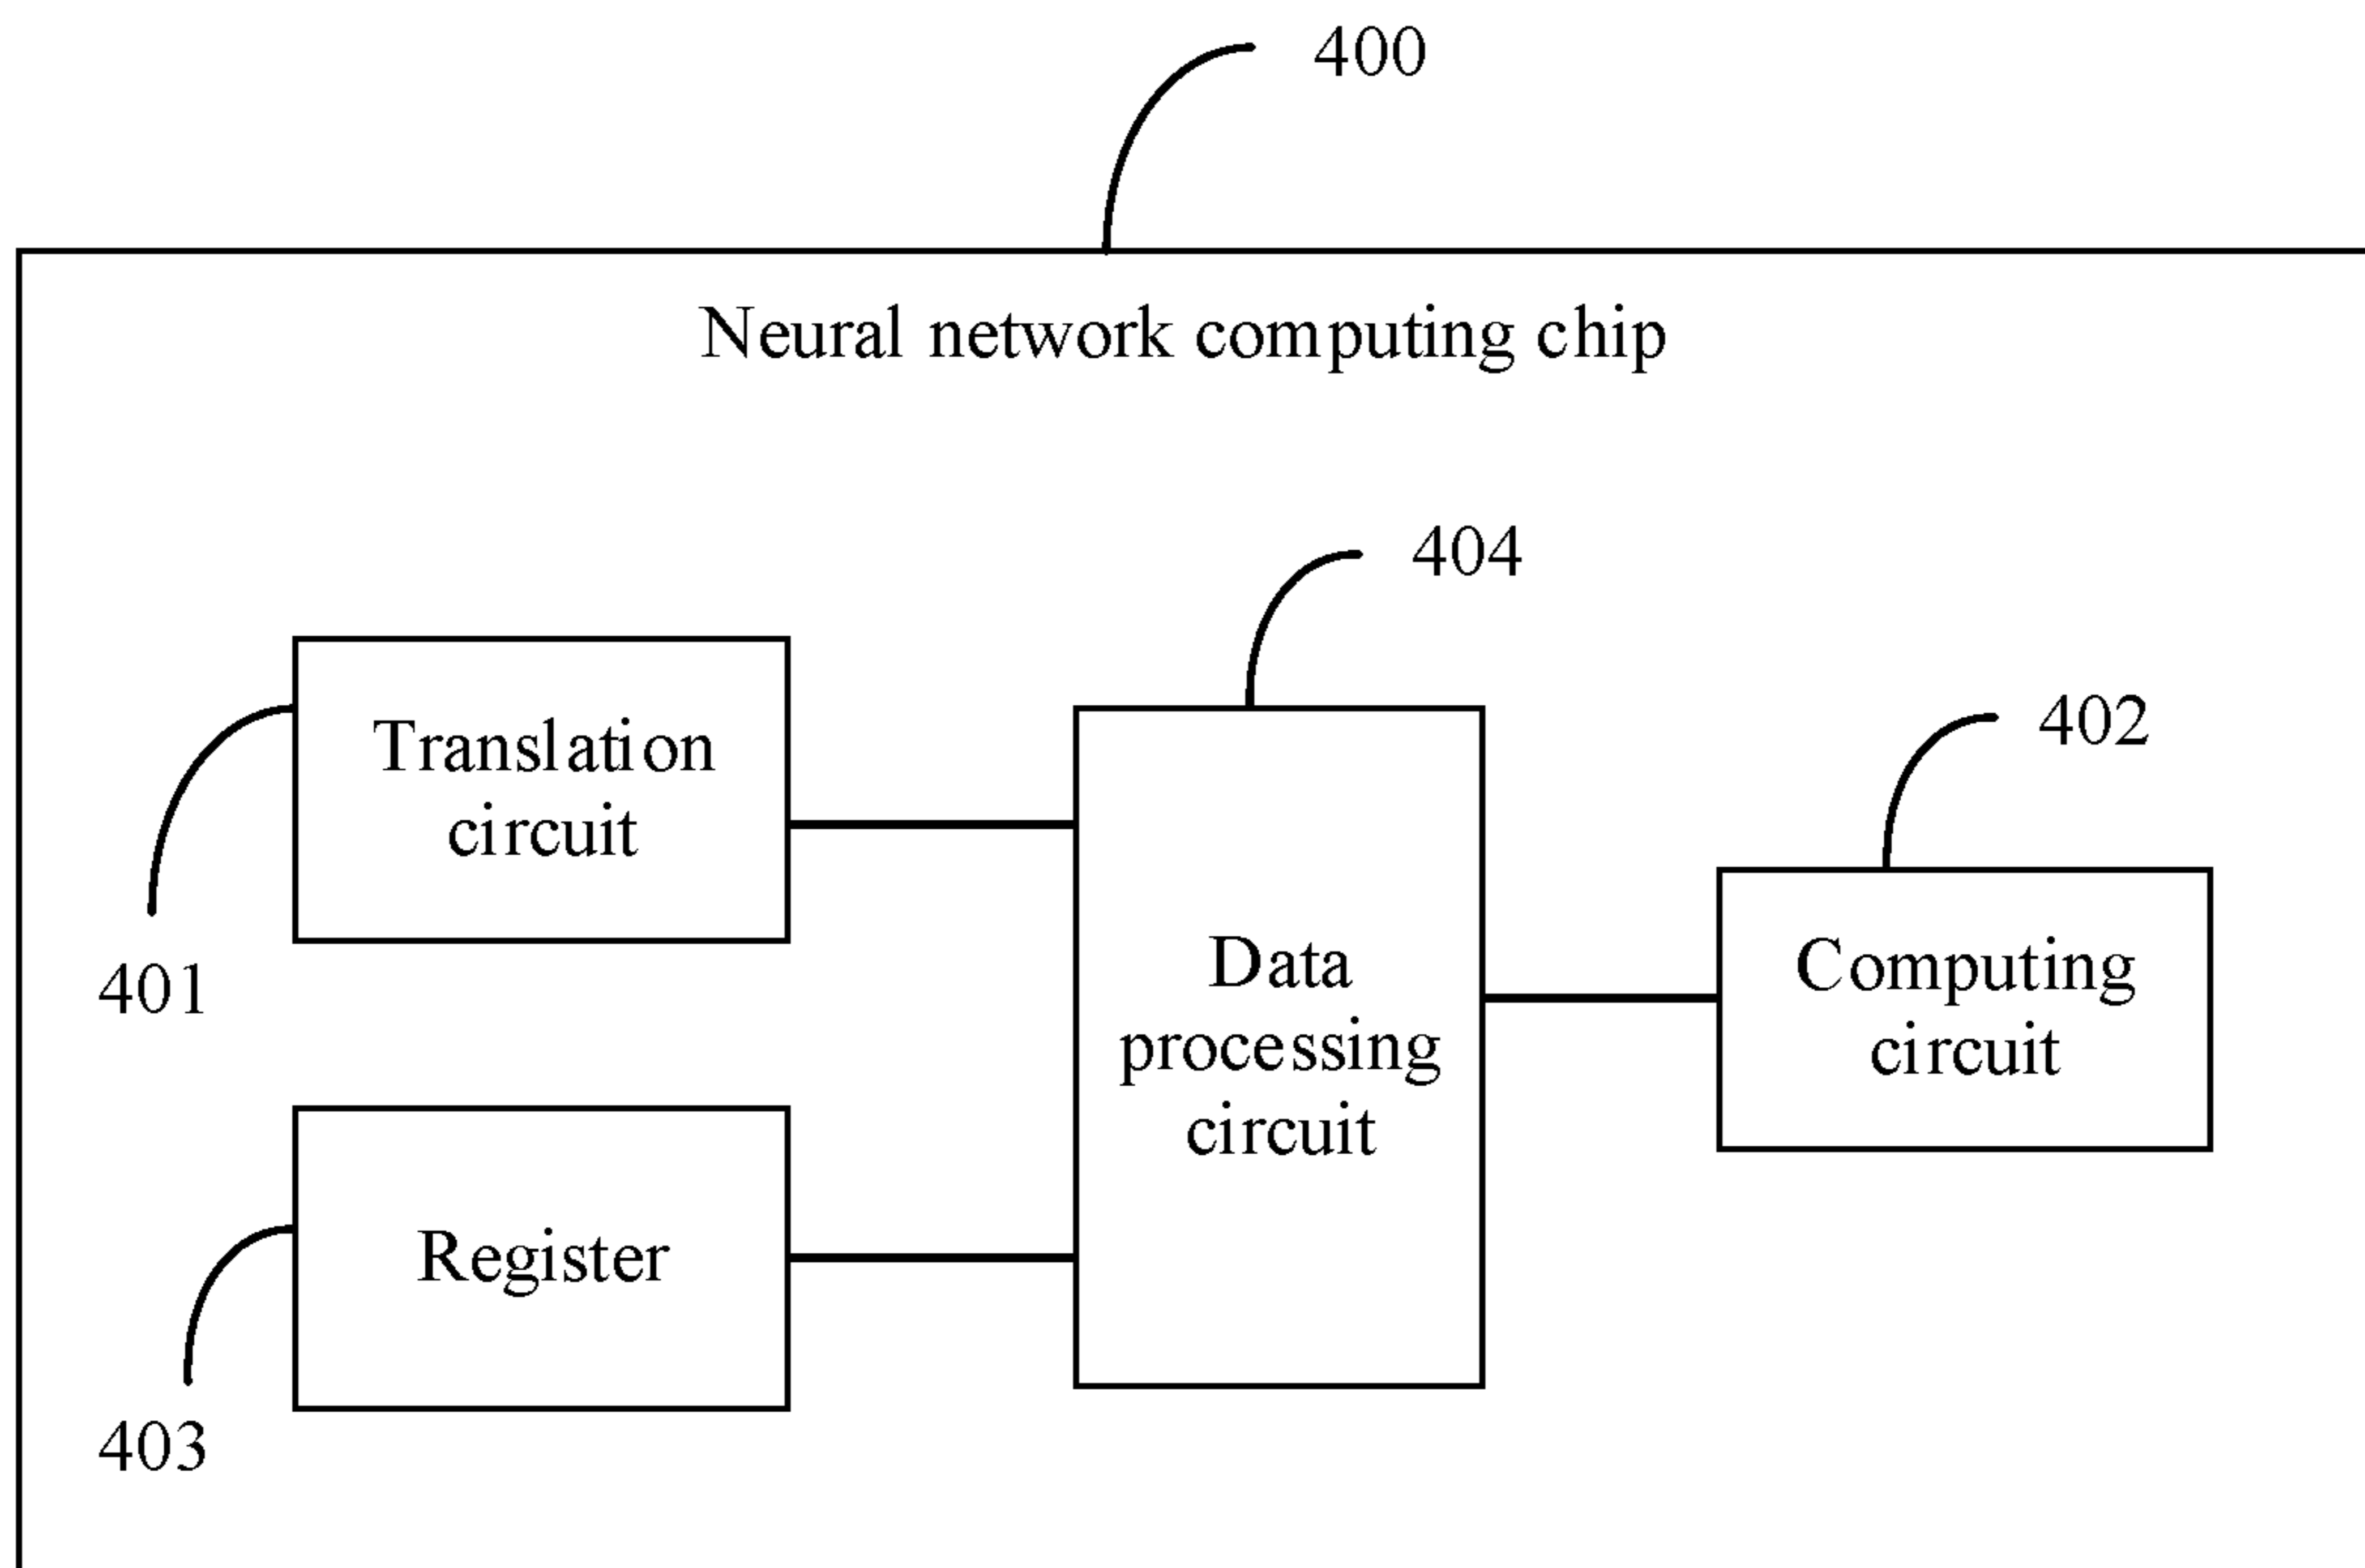 400
Neural network computing chip
404
402
Translation
circuit
401
Data
processing
circuit
Computing
circuit
Register
403